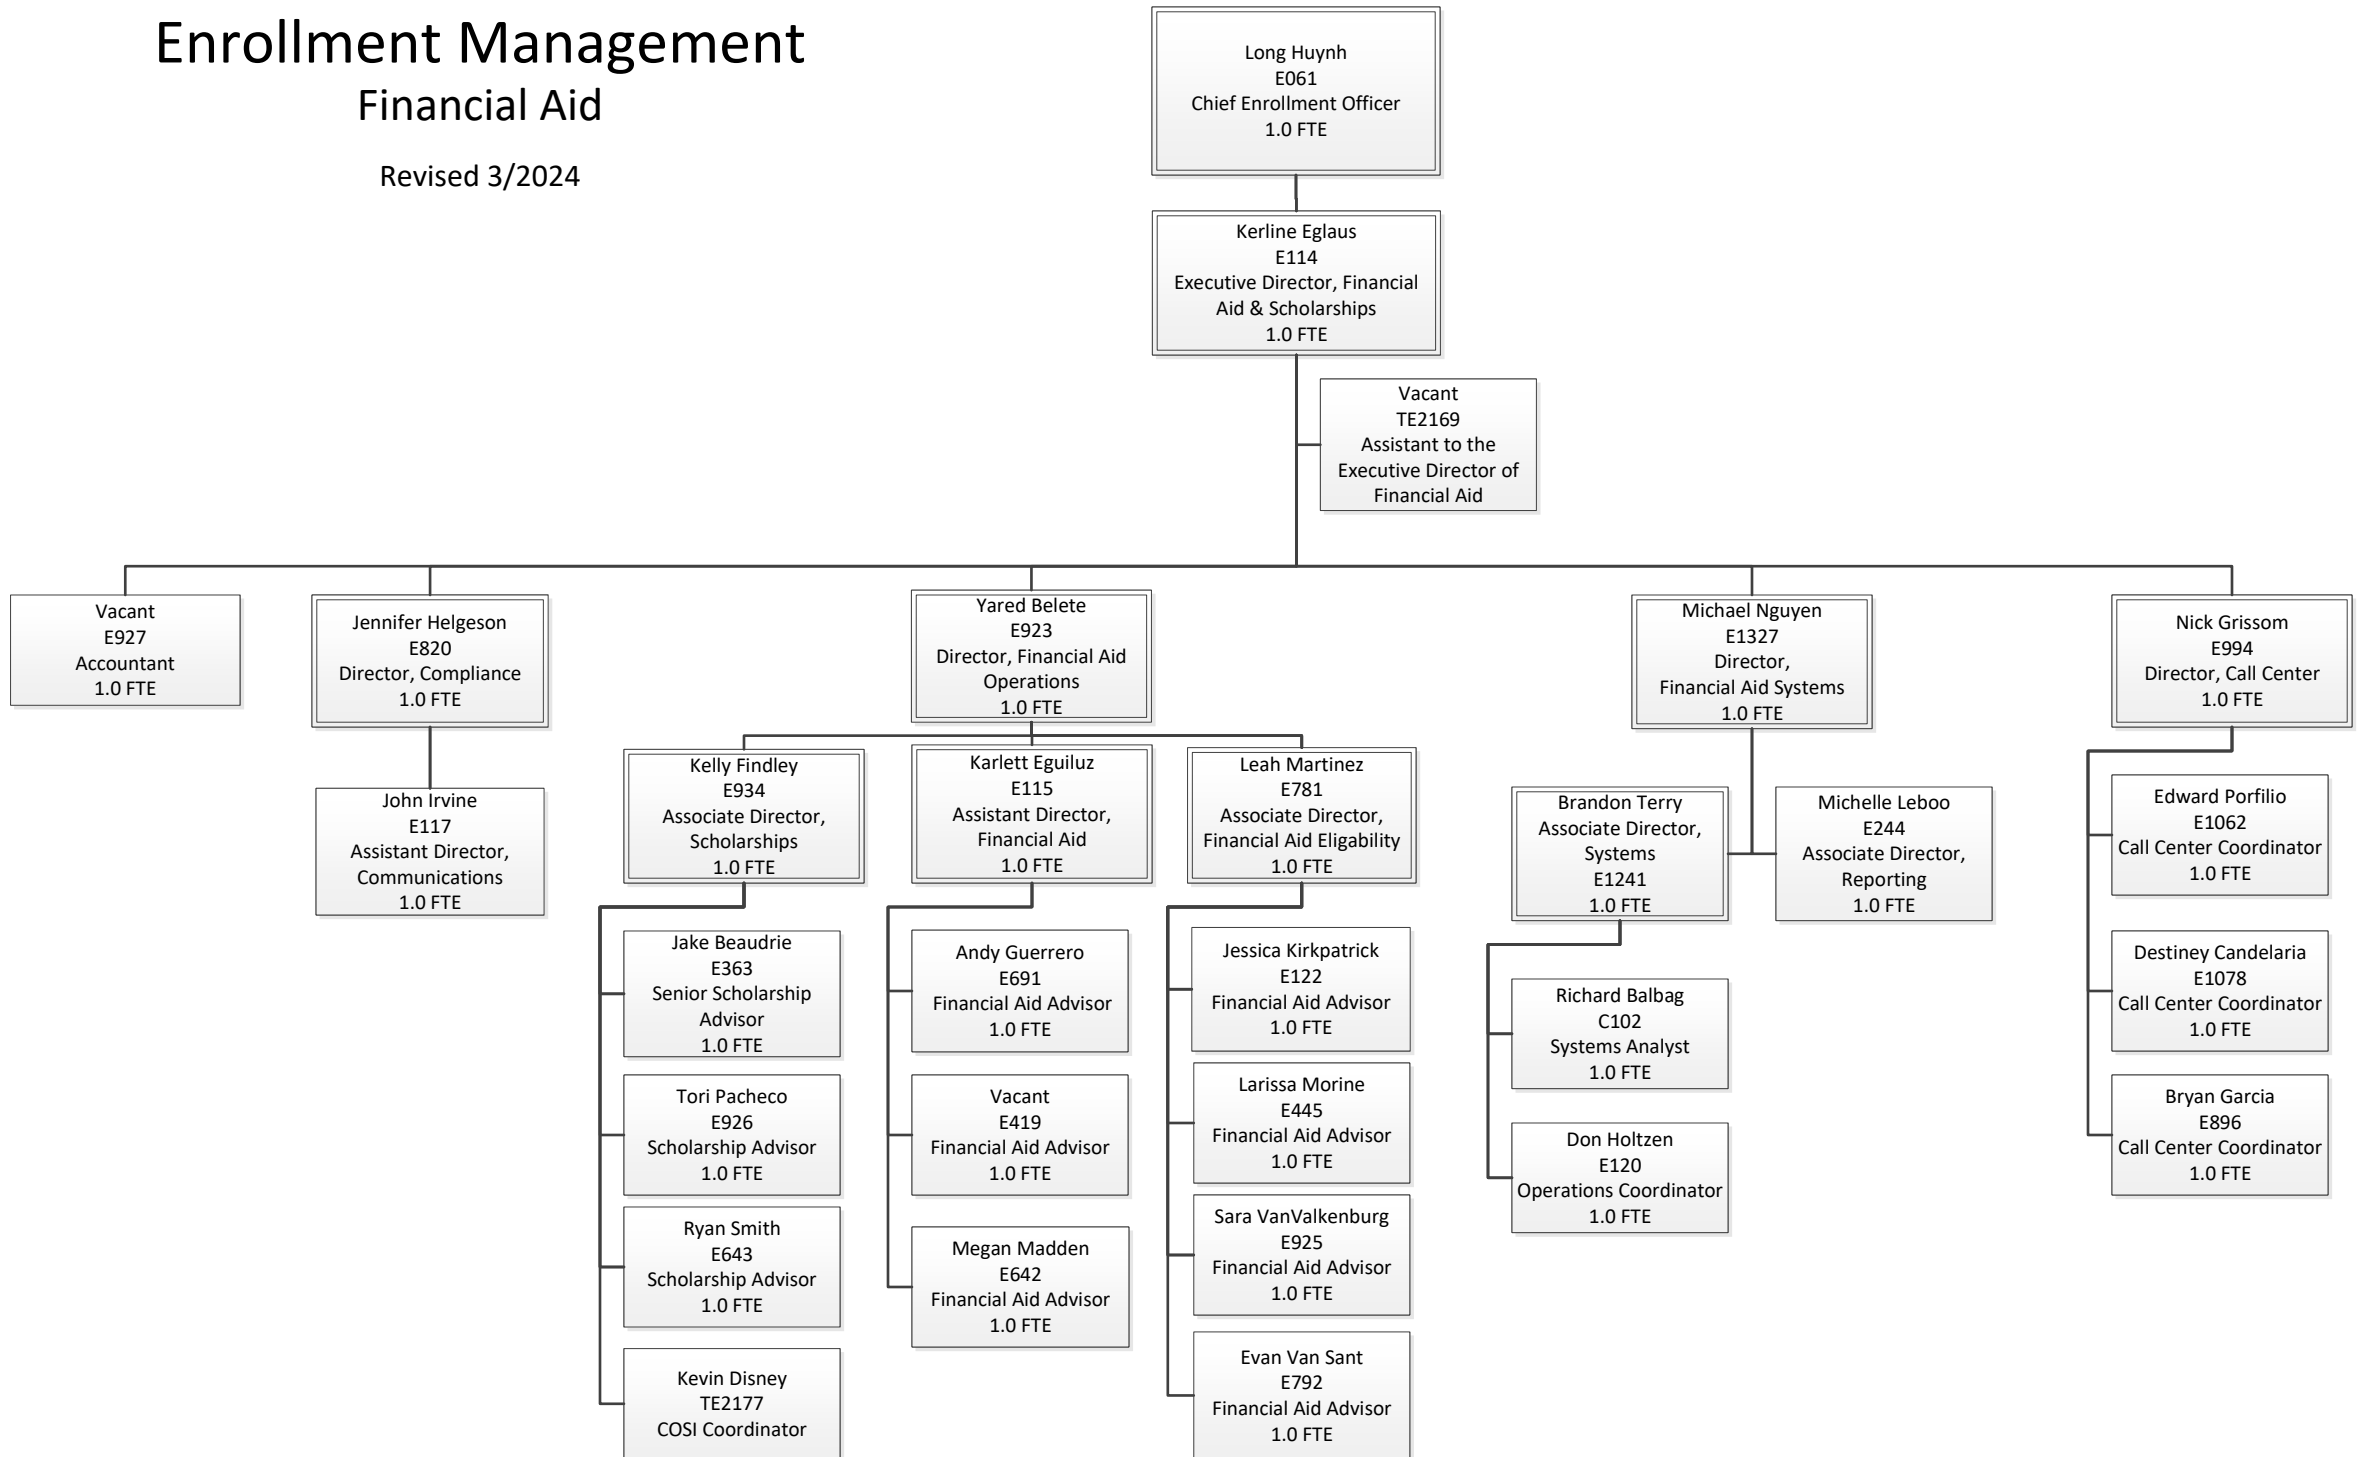 Enrollment Management
Financial Aid
Revised 3/2024
Long Huynh
E061
Chief Enrollment Officer
1.0 FTE
Kerline Eglaus
E114
Executive Director, Financial
Aid & Scholarships
1.0 FTE
Vacant
TE2169
Assistant to the
Executive Director of
Financial Aid
Vacant
E927
Accountant
1.0 FTE
Jennifer Helgeson
E820
Director, Compliance
1.0 FTE
Yared Belete
E923
Director, Financial Aid
Operations
1.0 FTE
Michael Nguyen
E1327
Director,
Financial Aid Systems
1.0 FTE
Nick Grissom
E994
Director, Call Center
1.0 FTE
John Irvine
E117
Assistant Director,
Communications
1.0 FTE
Kelly Findley
E934
Associate Director,
Scholarships
1.0 FTE
Karlett Eguiluz
E115
Assistant Director,
Financial Aid
1.0 FTE
Leah Martinez
E781
Associate Director,
Financial Aid Eligability
1.0 FTE
Brandon Terry
Associate Director,
Systems
E1241
1.0 FTE
Michelle Leboo
E244
Associate Director,
Reporting
1.0 FTE
Edward Porfilio
E1062
Call Center Coordinator
1.0 FTE
Jake Beaudrie
E363
Senior Scholarship
Advisor
1.0 FTE
Andy Guerrero
E691
Financial Aid Advisor
1.0 FTE
Jessica Kirkpatrick
E122
Financial Aid Advisor
1.0 FTE
Richard Balbag
C102
Systems Analyst
1.0 FTE
Destiney Candelaria
E1078
Call Center Coordinator
1.0 FTE
Tori Pacheco
E926
Scholarship Advisor
1.0 FTE
Vacant
E419
Financial Aid Advisor
1.0 FTE
Larissa Morine
E445
Financial Aid Advisor
1.0 FTE
Don Holtzen
E120
Operations Coordinator
1.0 FTE
Bryan Garcia
E896
Call Center Coordinator
1.0 FTE
Ryan Smith
E643
Scholarship Advisor
1.0 FTE
Megan Madden
E642
Financial Aid Advisor
1.0 FTE
Sara VanValkenburg
E925
Financial Aid Advisor
1.0 FTE
Kevin Disney
TE2177
COSI Coordinator
Evan Van Sant
E792
Financial Aid Advisor
1.0 FTE